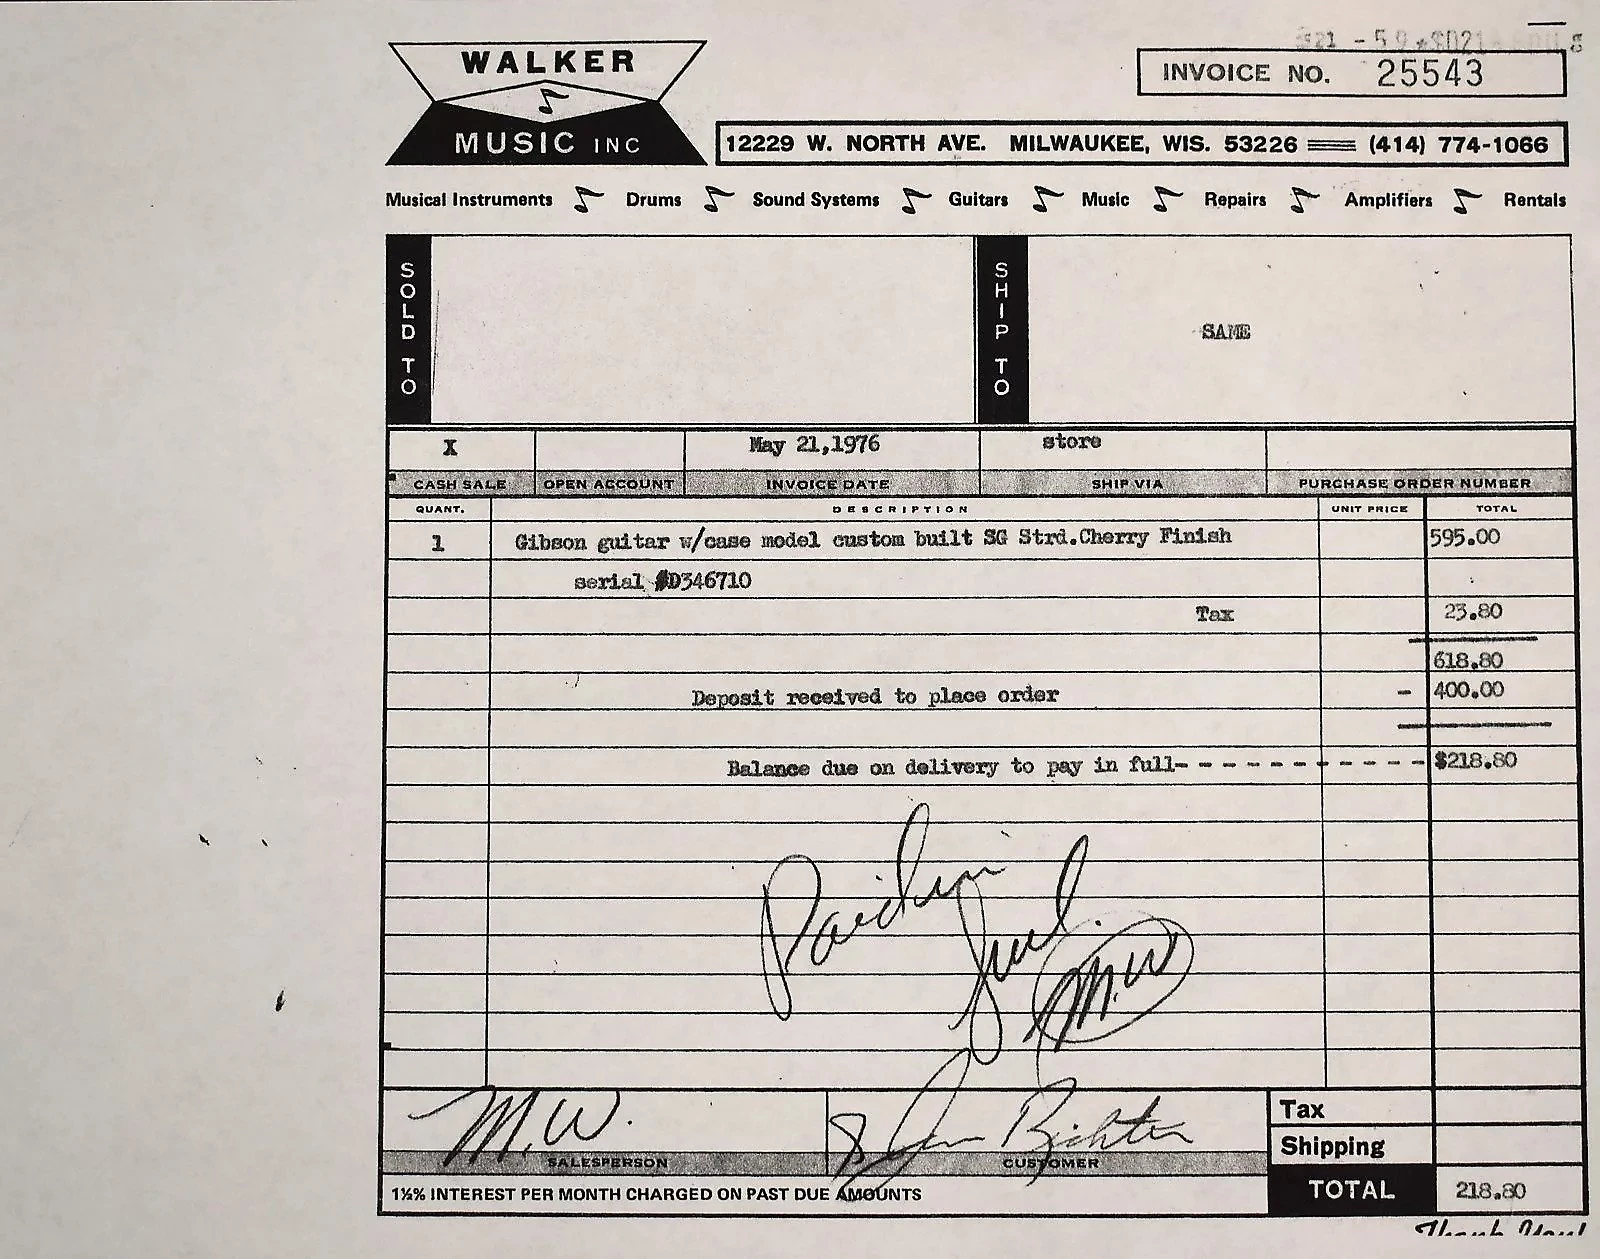 WALKER
MUSIC INC
INVOICE NO. 25543
12229 W. NORTH AVE. MILWAUKEE, WIS. 53226 (414) 774-1066
Musical Instruments Drums Sound Systems Guitars Music Repairs Amplifiers Rentals
SOLD TO
SHIP TO
SAME
X May 21,1976 store
CASH SALE OPEN ACCOUNT INVOICE DATE SHIP VIA PURCHASE ORDER NUMBER
QUANT. DESCRIPTION UNIT PRICE TOTAL
1 Gibson guitar w/case model custom built SG Strd.Cherry Finish 595.00
serial #D346710
Tax 23.80
618.80
Deposit received to place order - 400.00
Balance due on delivery to pay in full- - - - - - - - - - - - $218.80
Paid in
full.
M.W
M.W.
Richter
SALESPERSON CUSTOMER
Tax
Shipping
1½% INTEREST PER MONTH CHARGED ON PAST DUE AMOUNTS
TOTAL 218.80
Thank You!